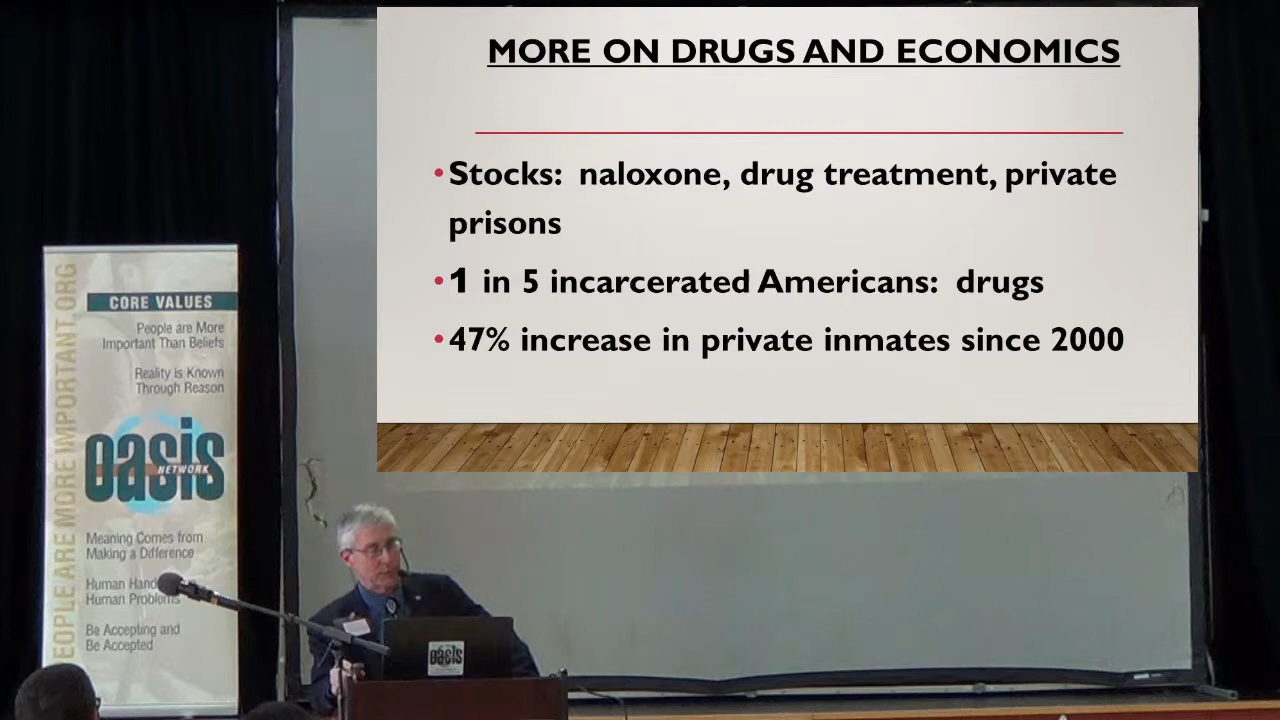 MORE ON DRUGS AND ECONOMICS
• Stocks: naloxone, drug treatment, private
prisons
• 1 in 5 incarcerated Americans: drugs
• 47% increase in private inmates since 2000
EOPLE ARE MORE IMPORTANT.ORG
CORE VALUES
People are More
Important Than Beliefs
Reality is Known
Through Reason
oasis
NETWORK
Meaning Comes from
Making a Difference
Human Hand
Human Problems
Be Accepting and
Be Accepted
oasis